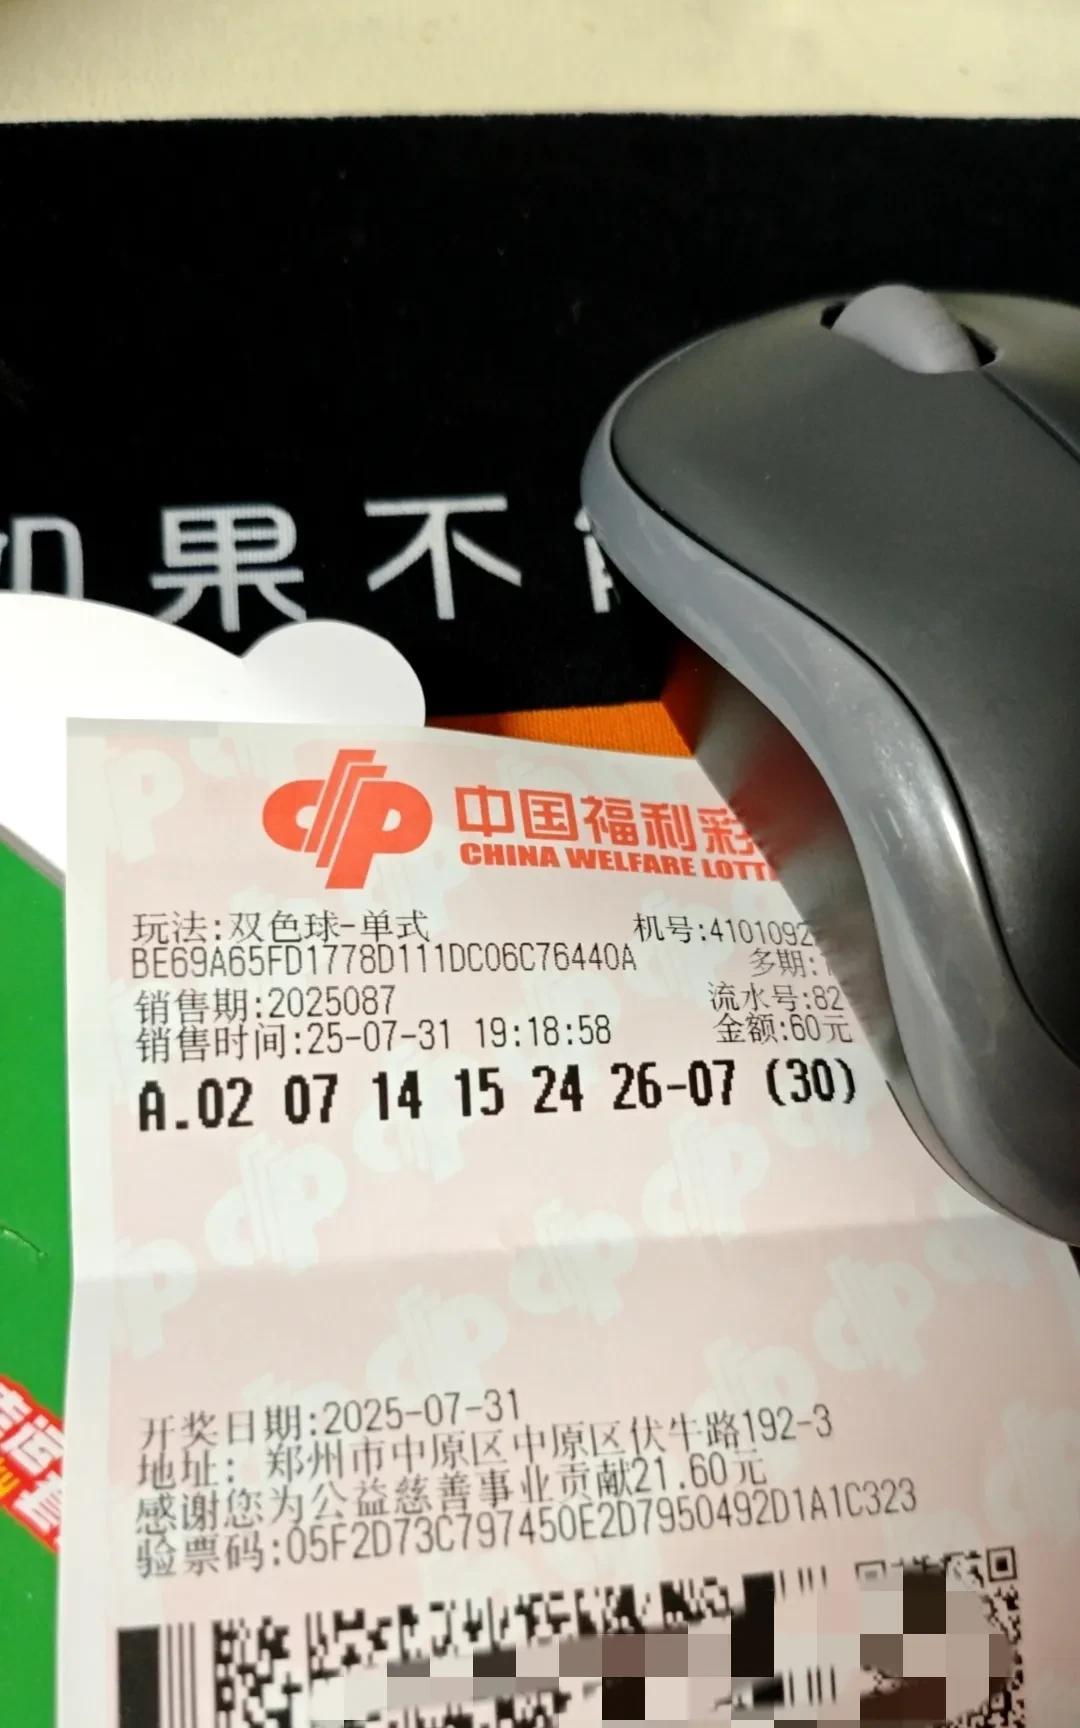 如果不
中国福利彩
CHINA WELFARE LOTT
玩法:双色球-单式
机号:4101092
BE69A65FD1778D111DC06C76440A
多期:1
销售期:2025087
流水号:82
销售时间:25-07-31 19:18:58
金额:60元
A.02 07 14 15 24 26-07 (30)
开奖日期:2025-07-31
地址: 郑州市中原区中原区伏牛路192-3
感谢您为公益慈善事业贡献21.60元
验票码:05F2D73C797450E2D7950492D1A1C323